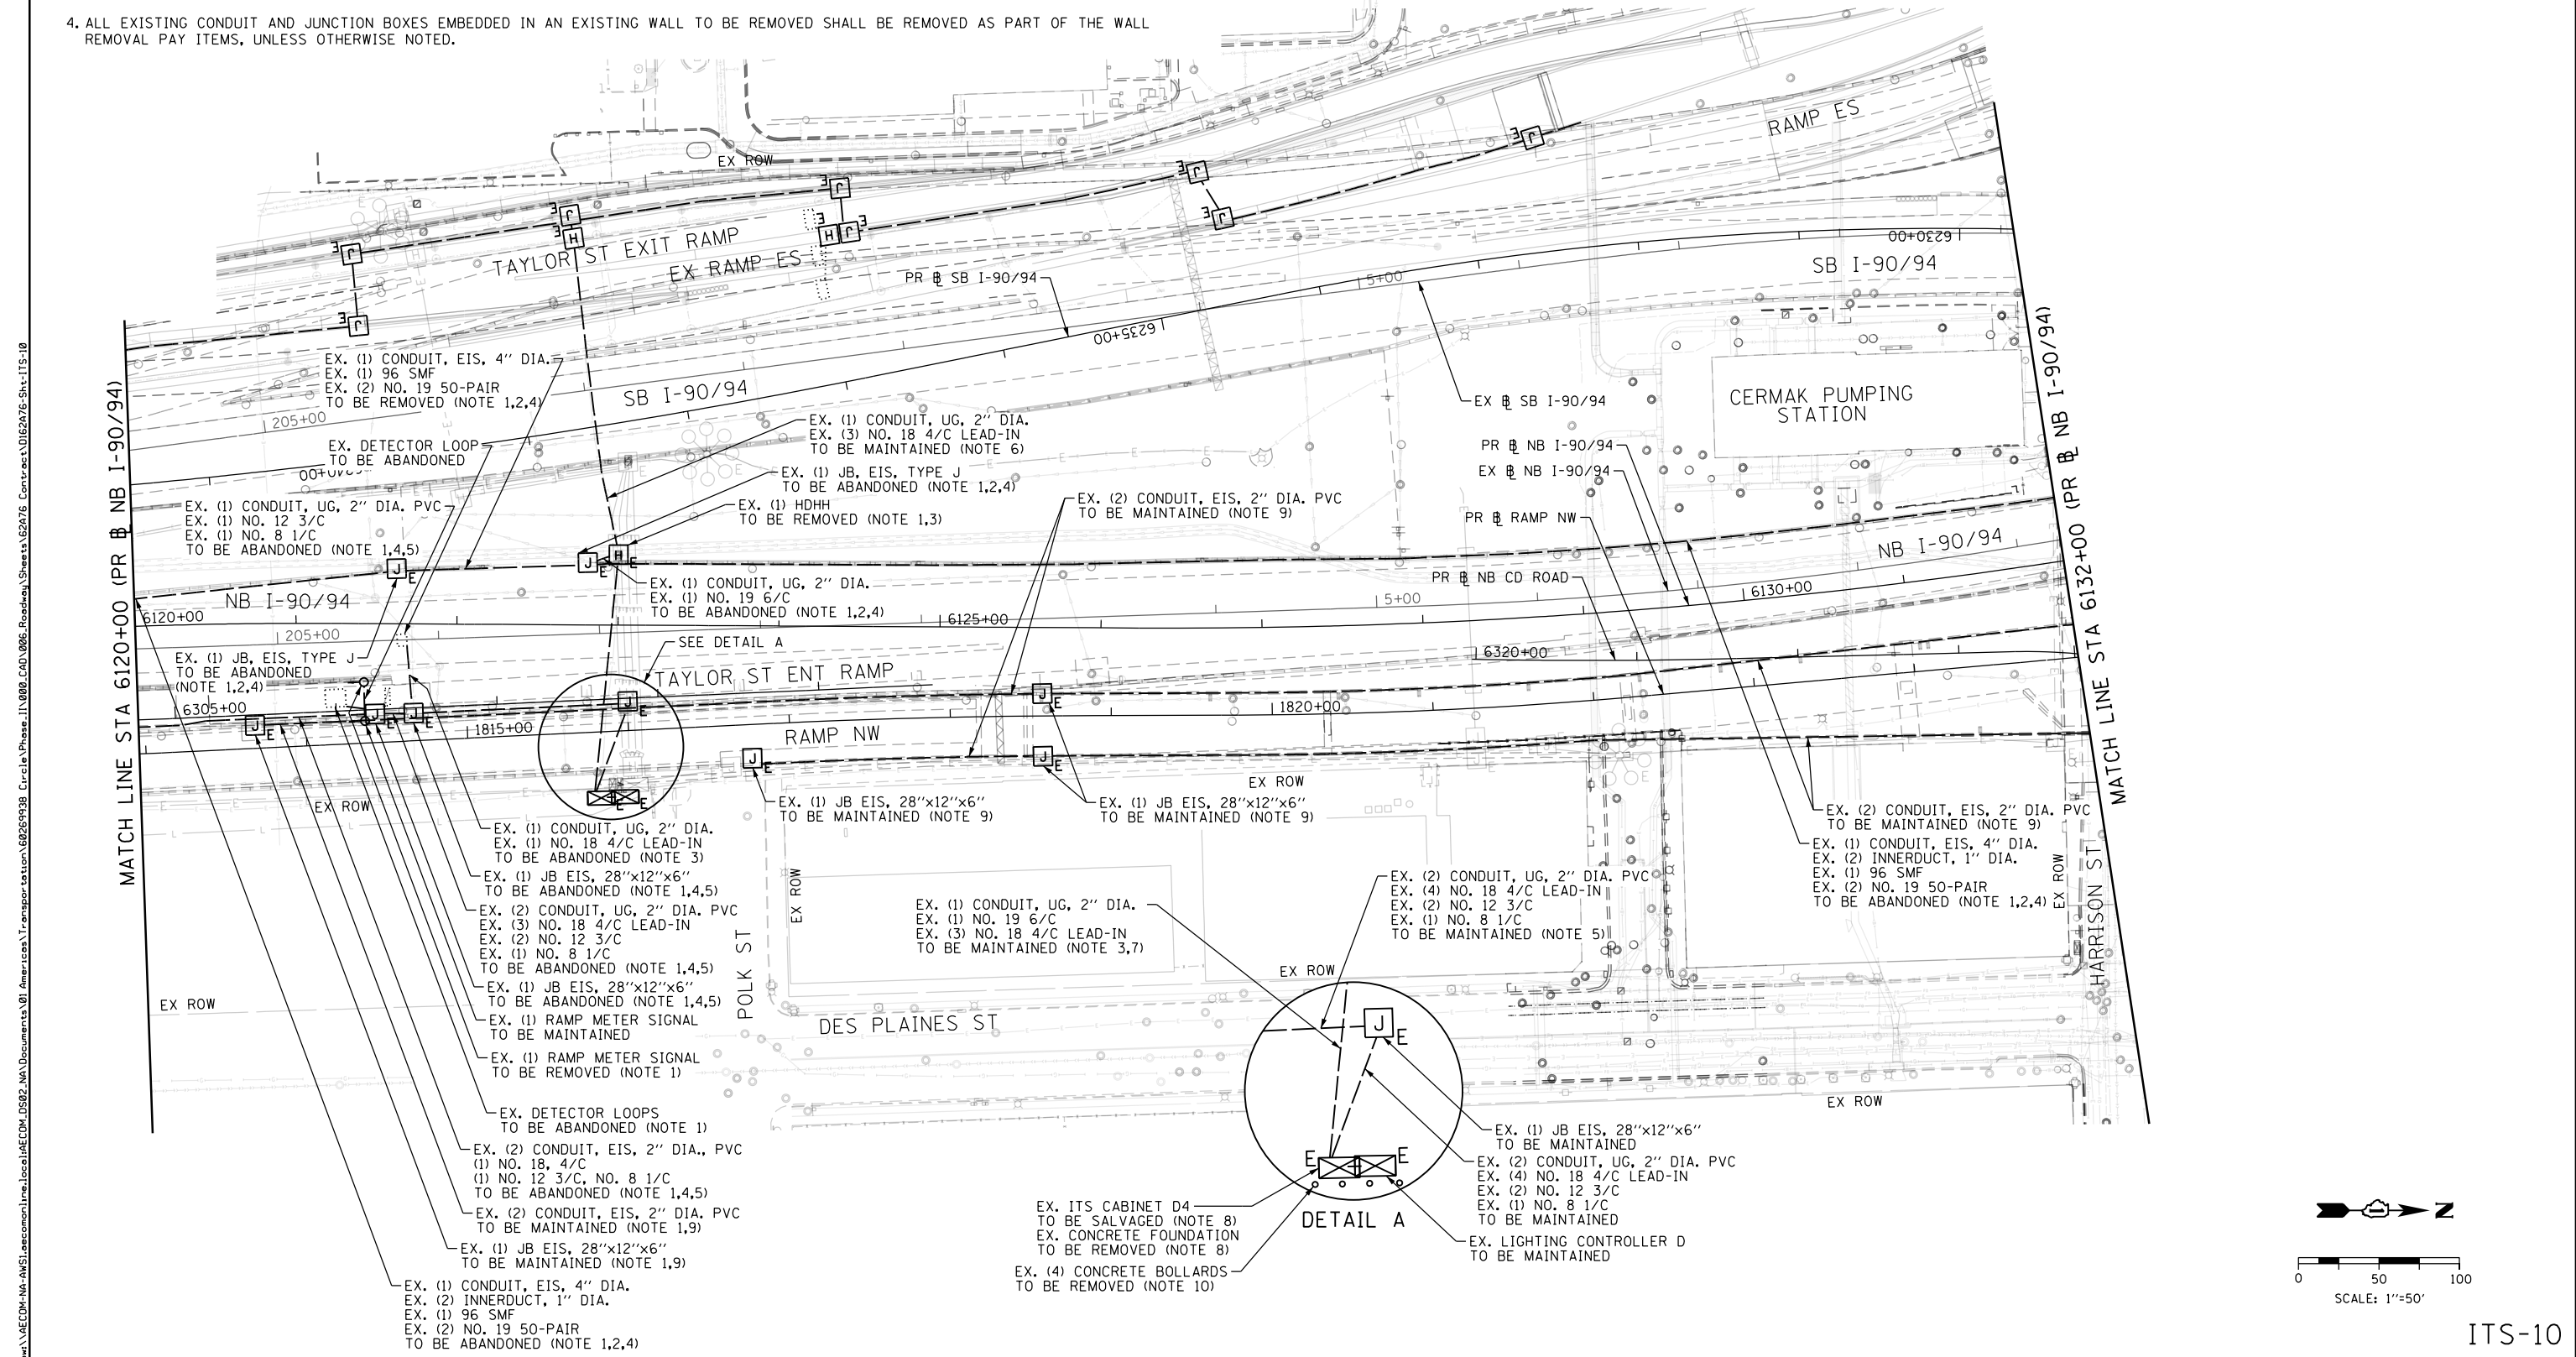 4. ALL EXISTING CONDUIT AND JUNCTION BOXES EMBEDDED IN AN EXISTING WALL TO BE REMOVED SHALL BE REMOVED AS PART OF THE WALL
REMOVAL PAY ITEMS, UNLESS OTHERWISE NOTED.
EX ROW
RAMP ES
TAYLOR ST EXIT RAMP
EX RAMP ES
6230+00
SB I-90/94
PR BL SB I-90/94
5+00
6235+00
EX. (1) CONDUIT, EIS, 4" DIA.
EX. (1) 96 SMF
EX. (2) NO. 19 50-PAIR
TO BE REMOVED (NOTE 1,2,4)
SB I-90/94
205+00
EX BL SB I-90/94
CERMAK PUMPING
STATION
EX. DETECTOR LOOP
TO BE ABANDONED
EX. (1) CONDUIT, UG, 2" DIA.
EX. (3) NO. 18 4/C LEAD-IN
TO BE MAINTAINED (NOTE 6)
EX. (1) JB, EIS, TYPE J
TO BE ABANDONED (NOTE 1,2,4)
EX. (1) HDHH
TO BE REMOVED (NOTE 1,3)
EX. (2) CONDUIT, EIS, 2" DIA. PVC
TO BE MAINTAINED (NOTE 9)
PR BL NB I-90/94
EX BL NB I-90/94
PR BL RAMP NW
PR BL NB CD ROAD
EX. (1) CONDUIT, UG, 2" DIA. PVC
EX. (1) NO. 12 3/C
EX. (1) NO. 8 1/C
TO BE ABANDONED (NOTE 1,4,5)
NB I-90/94
EX. (1) CONDUIT, UG, 2" DIA.
EX. (1) NO. 19 6/C
TO BE ABANDONED (NOTE 1,2,4)
NB I-90/94
6120+00
205+00
6125+00
5+00
6130+00
SEE DETAIL A
EX. (1) JB, EIS, TYPE J
TO BE ABANDONED
(NOTE 1,2,4)
TAYLOR ST ENT RAMP
6320+00
6305+00
1815+00
1820+00
RAMP NW
MATCH LINE STA 6120+00 (PR BL NB I-90/94)
MATCH LINE STA 6132+00 (PR BL NB I-90/94)
EX ROW
EX ROW
EX. (1) JB EIS, 28"x12"x6"
TO BE MAINTAINED (NOTE 9)
EX. (1) JB EIS, 28"x12"x6"
TO BE MAINTAINED (NOTE 9)
EX. (2) CONDUIT, EIS, 2" DIA. PVC
TO BE MAINTAINED (NOTE 9)
EX. (1) CONDUIT, EIS, 4" DIA.
EX. (2) INNERDUCT, 1" DIA.
EX. (1) 96 SMF
EX. (2) NO. 19 50-PAIR
TO BE ABANDONED (NOTE 1,2,4)
EX ROW
HARRISON ST
EX. (1) CONDUIT, UG, 2" DIA.
EX. (1) NO. 18 4/C LEAD-IN
TO BE ABANDONED (NOTE 3)
EX. (1) JB EIS, 28"x12"x6"
TO BE ABANDONED (NOTE 1,4,5)
EX. (2) CONDUIT, UG, 2" DIA. PVC
EX. (3) NO. 18 4/C LEAD-IN
EX. (2) NO. 12 3/C
EX. (1) NO. 8 1/C
TO BE ABANDONED (NOTE 1,4,5)
EX. (1) JB EIS, 28"x12"x6"
TO BE ABANDONED (NOTE 1,4,5)
EX. (1) RAMP METER SIGNAL
TO BE MAINTAINED
EX. (1) RAMP METER SIGNAL
TO BE REMOVED (NOTE 1)
EX. DETECTOR LOOPS
TO BE ABANDONED (NOTE 1)
EX. (2) CONDUIT, EIS, 2" DIA., PVC
(1) NO. 18, 4/C
(1) NO. 12 3/C, NO. 8 1/C
TO BE ABANDONED (NOTE 1,4,5)
EX. (2) CONDUIT, EIS, 2" DIA. PVC
TO BE MAINTAINED (NOTE 1,9)
EX. (1) JB EIS, 28"x12"x6"
TO BE MAINTAINED (NOTE 1,9)
EX. (1) CONDUIT, EIS, 4" DIA.
EX. (2) INNERDUCT, 1" DIA.
EX. (1) 96 SMF
EX. (2) NO. 19 50-PAIR
TO BE ABANDONED (NOTE 1,2,4)
EX ROW
POLK ST
EX ROW
DES PLAINES ST
EX. (1) CONDUIT, UG, 2" DIA.
EX. (1) NO. 19 6/C
EX. (3) NO. 18 4/C LEAD-IN
TO BE MAINTAINED (NOTE 3,7)
EX. (2) CONDUIT, UG, 2" DIA. PVC
EX. (4) NO. 18 4/C LEAD-IN
EX. (2) NO. 12 3/C
EX. (1) NO. 8 1/C
TO BE MAINTAINED (NOTE 5)
EX ROW
J
E
EX ROW
E
E
EX. (1) JB EIS, 28"x12"x6"
TO BE MAINTAINED
EX. (2) CONDUIT, UG, 2" DIA. PVC
EX. (4) NO. 18 4/C LEAD-IN
EX. (2) NO. 12 3/C
EX. (1) NO. 8 1/C
TO BE MAINTAINED
EX. LIGHTING CONTROLLER D
TO BE MAINTAINED
EX. ITS CABINET D4
TO BE SALVAGED (NOTE 8)
EX. CONCRETE FOUNDATION
TO BE REMOVED (NOTE 8)
EX. (4) CONCRETE BOLLARDS
TO BE REMOVED (NOTE 10)
DETAIL A
N
0 50 100
SCALE: 1"=50'
ITS-10